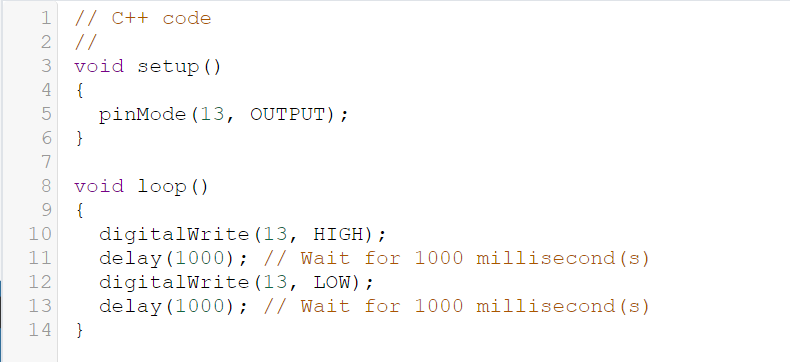 1 // C++ code
2 //
3 void setup()
4 {
5   pinMode(13, OUTPUT);
6 }
7
8 void loop()
9 {
10   digitalWrite(13, HIGH);
11   delay(1000); // Wait for 1000 millisecond(s)
12   digitalWrite(13, LOW);
13   delay(1000); // Wait for 1000 millisecond(s)
14 }